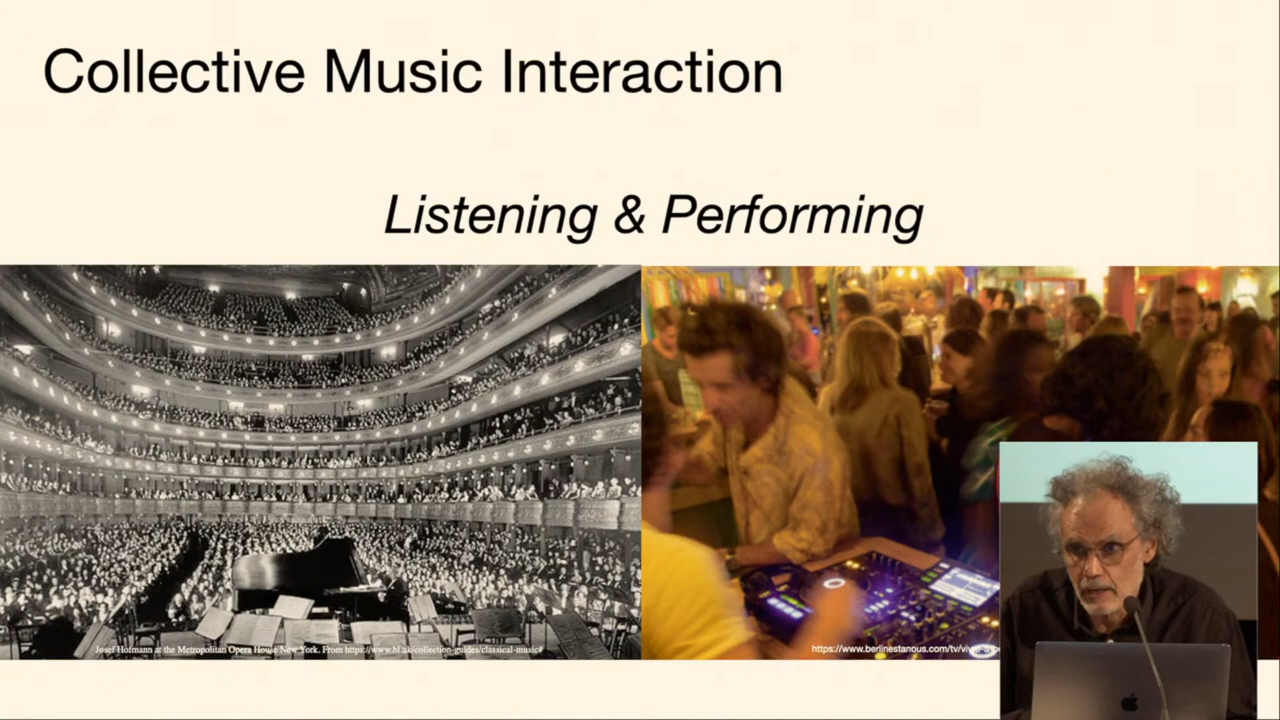 Collective Music Interaction
Listening & Performing
Josef Hofmann at the Metropolitan Opera House New York. From https://www.bl.uk/collection-guides/classical-music#
https://www.berlinestanous.com/tv/